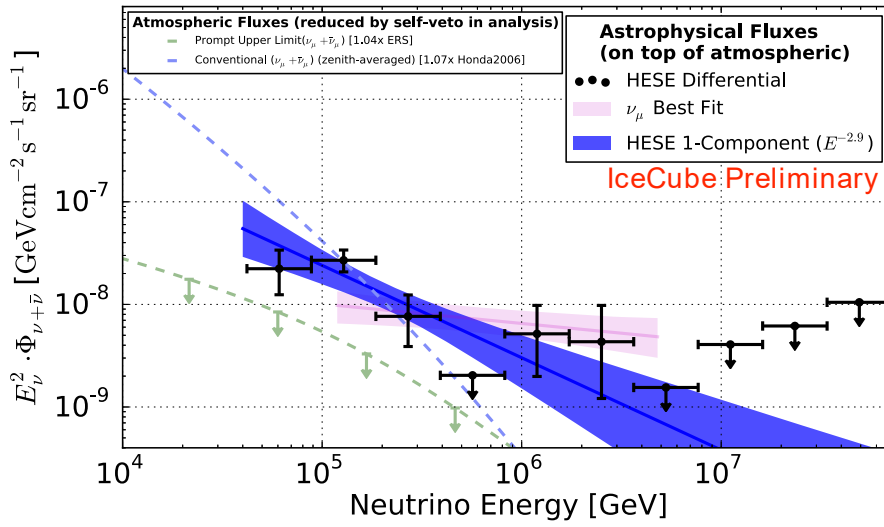 Atmospheric Fluxes (reduced by self-veto in analysis)
Prompt Upper Limit(νμ + ν̄μ) [1.04x ERS]
Conventional (νμ + ν̄μ) (zenith-averaged) [1.07x Honda2006]
Astrophysical Fluxes
(on top of atmospheric)
HESE Differential
νμ Best Fit
HESE 1-Component (E^-2.9)
IceCube Preliminary
E²ν · Φν+ν̄ [GeVcm⁻² s⁻¹ sr⁻¹]
10⁻⁶
10⁻⁷
10⁻⁸
10⁻⁹
10⁴
10⁵
10⁶
10⁷
Neutrino Energy [GeV]